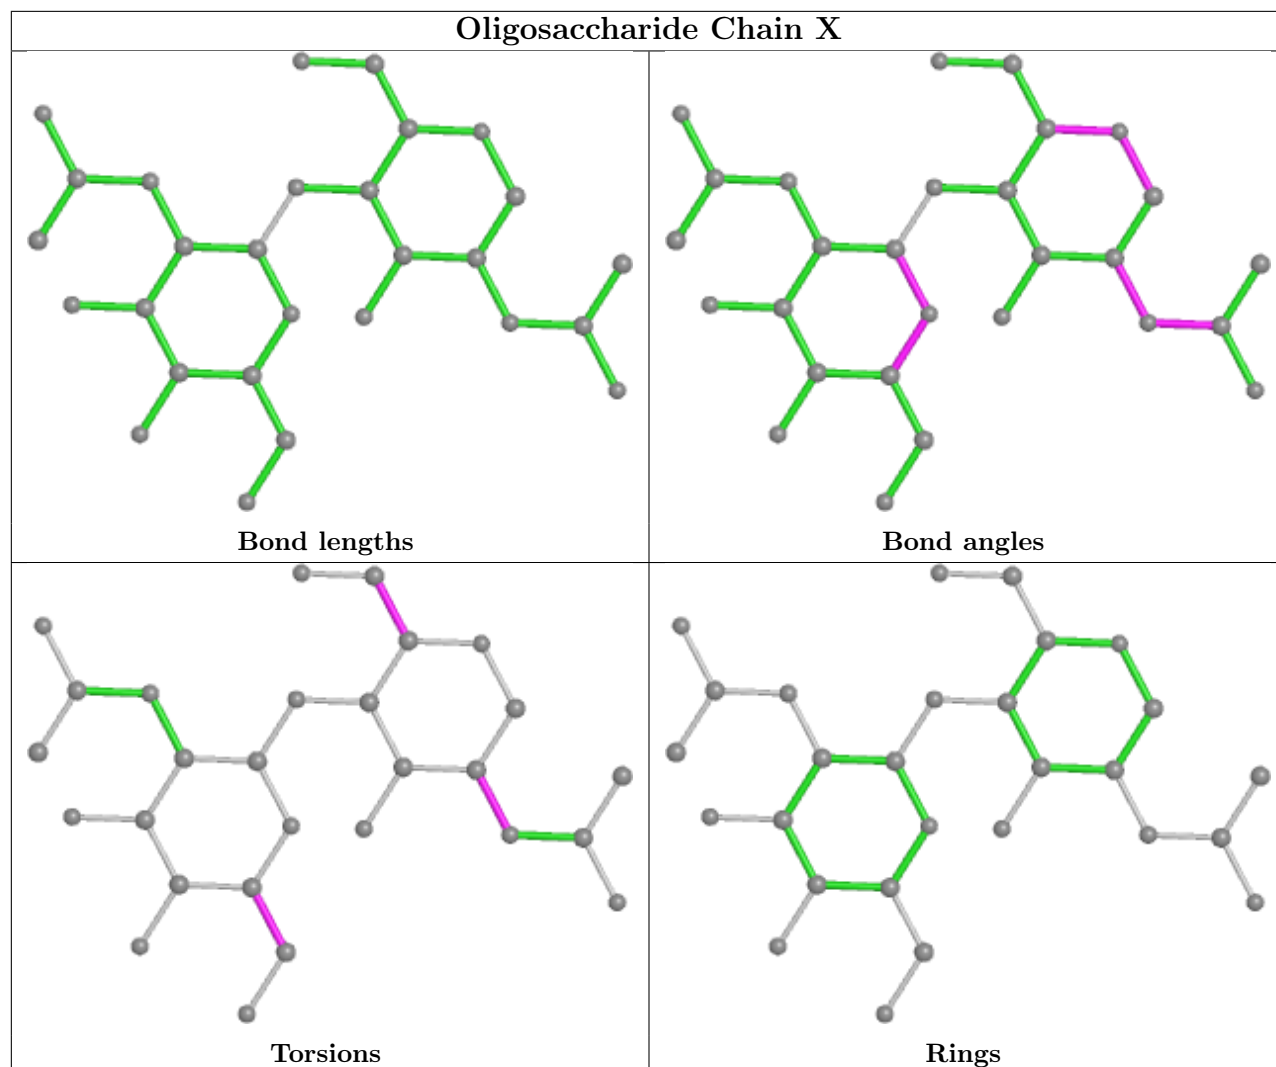 Oligosaccharide Chain X
Bond lengths
Bond angles
Torsions
Rings